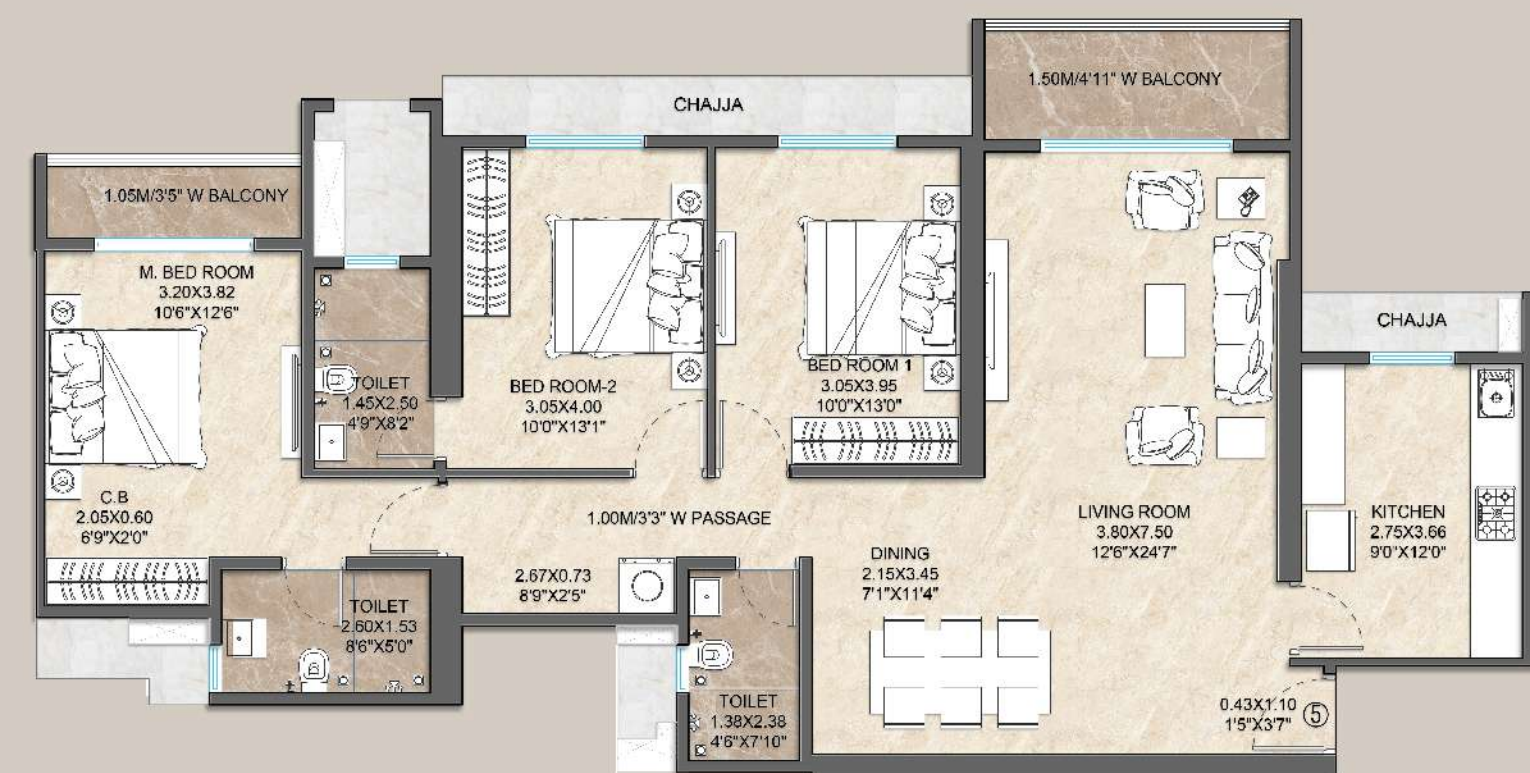 1.50M/4'11" W BALCONY
CHAJJA
1.05M/3'5" W BALCONY
M. BED ROOM
3.20X3.82
10'6"X12'6"
TOILET
1.45X2.50
4'9"X8'2"
BED ROOM-2
3.05X4.00
10'0"X13'1"
BED ROOM 1
3.05X3.95
10'0"X13'0"
CHAJJA
C.B
2.05X0.60
6'9"X2'0"
1.00M/3'3" W PASSAGE
LIVING ROOM
3.80X7.50
12'6"X24'7"
KITCHEN
2.75X3.66
9'0"X12'0"
DINING
2.15X3.45
7'1"X11'4"
2.67X0.73
8'9"X2'5"
TOILET
2.60X1.53
8'6"X5'0"
TOILET
1.38X2.38
4'6"X7'10"
0.43X1.10
1'5"X3'7"
5